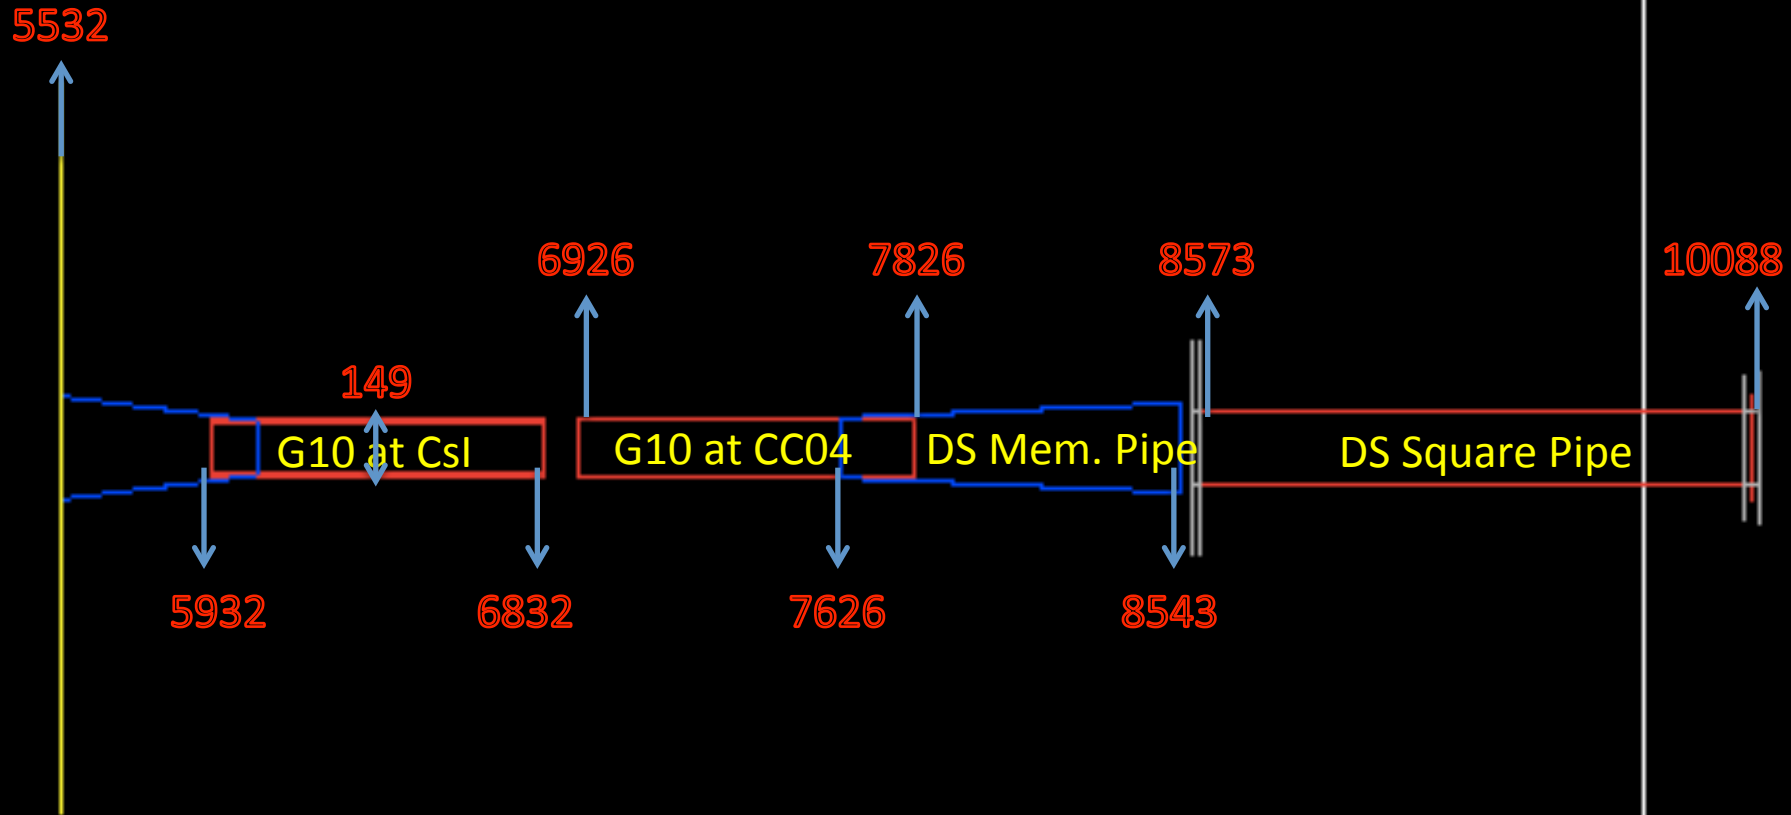 5532
6926
7826
8573
10088
149
G10 at CsI
G10 at CC04
DS Mem. Pipe
DS Square Pipe
5932
6832
7626
8543